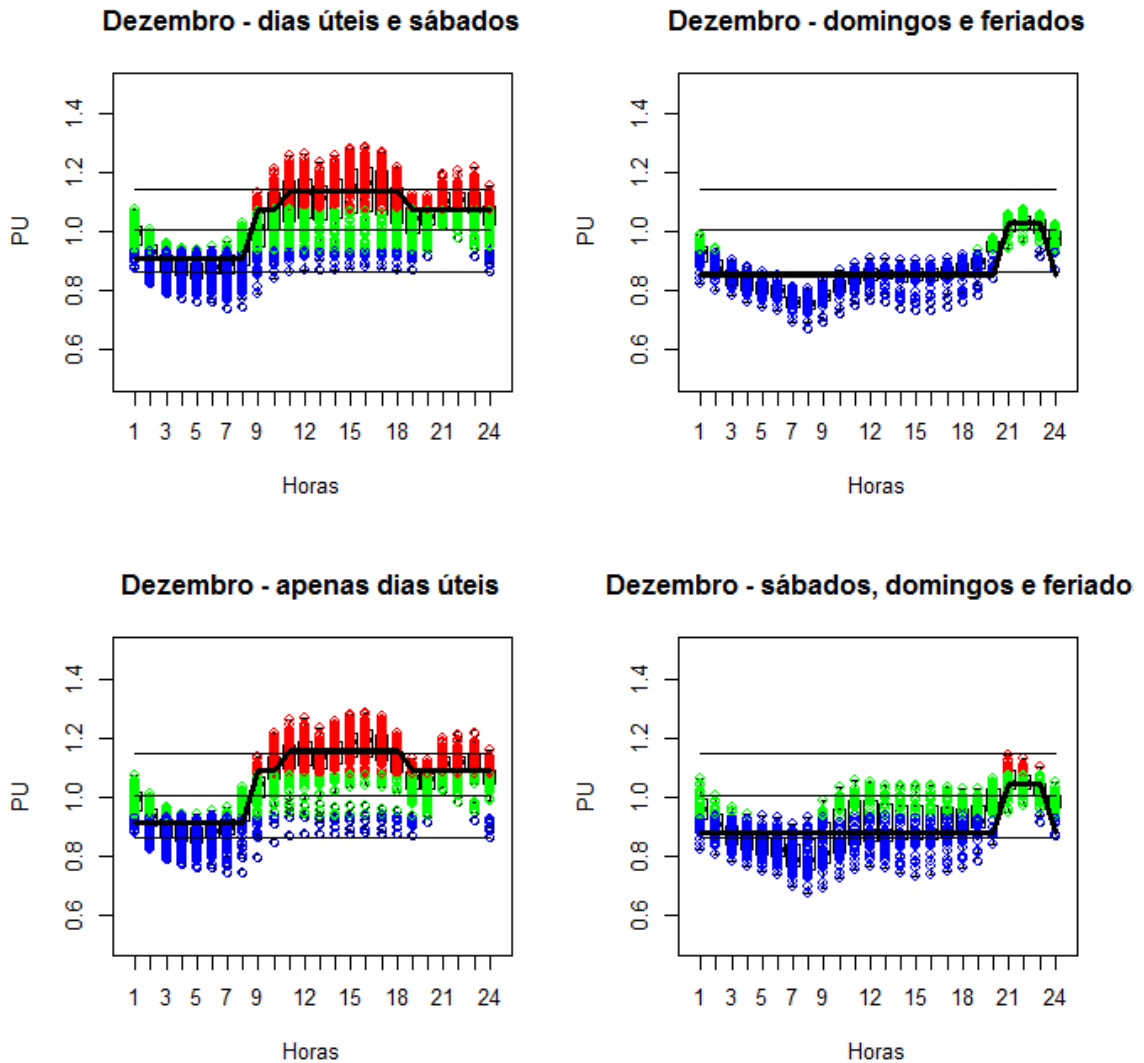 Dezembro - dias úteis e sábados
PU
1.4
1.2
1.0
0.8
0.6
1 3 5 7 9 12 15 18 21 24
Horas
Dezembro - domingos e feriados
PU
1.4
1.2
1.0
0.8
0.6
1 3 5 7 9 12 15 18 21 24
Horas
Dezembro - apenas dias úteis
PU
1.4
1.2
1.0
0.8
0.6
1 3 5 7 9 12 15 18 21 24
Horas
Dezembro - sábados, domingos e feriado
PU
1.4
1.2
1.0
0.8
0.6
1 3 5 7 9 12 15 18 21 24
Horas